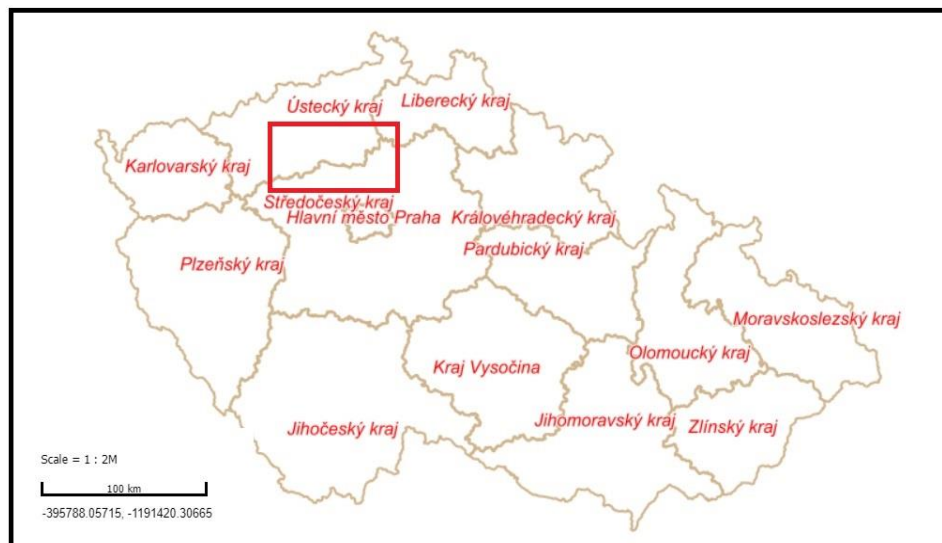 Ústecký kraj
Liberecký kraj
Karlovarský kraj
Středočeský kraj
Hlavní město Praha
Královéhradecký kraj
Pardubický kraj
Plzeňský kraj
Moravskoslezský kraj
Olomoucký kraj
Kraj Vysočina
Jihočeský kraj
Jihomoravský kraj
Zlínský kraj
Scale = 1 : 2M
100 km
-395788.05715, -1191420.30665